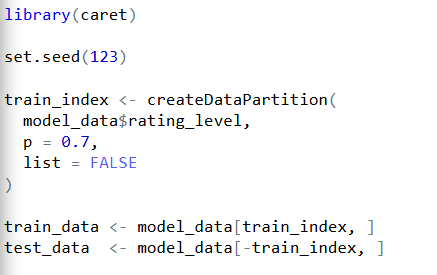 library(caret)
set.seed(123)
train_index <- createDataPartition(
  model_data$rating_level,
  p = 0.7,
  list = FALSE
)
train_data <- model_data[train_index, ]
test_data  <- model_data[-train_index, ]